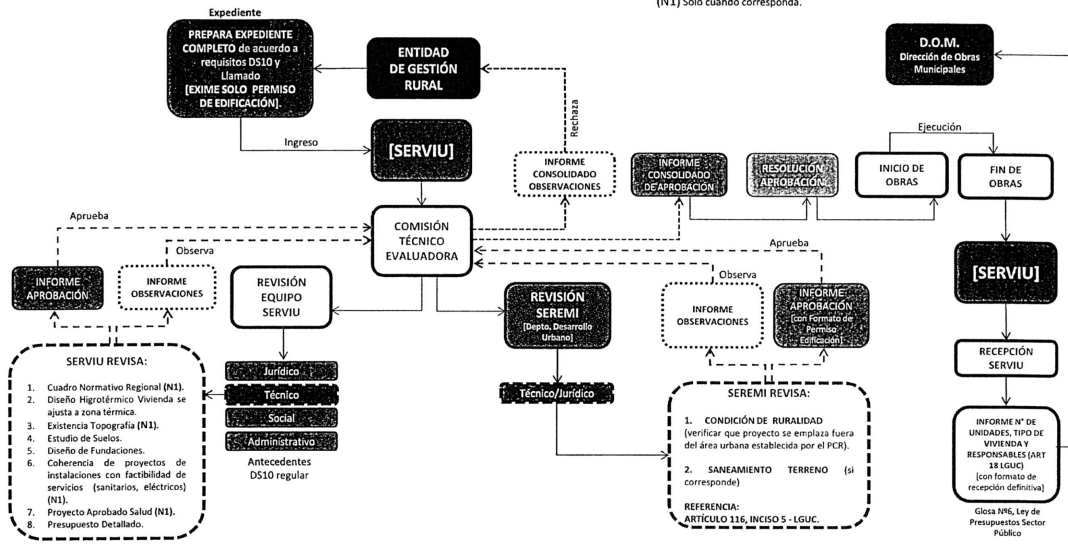 (N1) Sólo cuando corresponda.
Expediente
PREPARA EXPEDIENTE
COMPLETO de acuerdo a
requisitos DS10 y
Llamado
[EXIME SOLO PERMISO
DE EDIFICACIÓN].
ENTIDAD
DE GESTIÓN
RURAL
D.O.M.
Dirección de Obras
Municipales
Ingreso
[SERVIU]
Rechaza
INFORME
CONSOLIDADO
OBSERVACIONES
INFORME
CONSOLIDADO
DE APROBACIÓN
RESOLUCIÓN
APROBACIÓN
Ejecución
INICIO DE
OBRAS
FIN DE
OBRAS
Aprueba
Observa
COMISIÓN
TÉCNICO
EVALUADORA
Aprueba
Observa
INFORME
APROBACIÓN
INFORME
OBSERVACIONES
REVISIÓN
EQUIPO
SERVIU
REVISIÓN
SEREMI
[Depto. Desarrollo
Urbano]
INFORME
OBSERVACIONES
INFORME
APROBACIÓN
[con Formato de
Permiso
Edificación]
[SERVIU]
SERVIU REVISA:
1. Cuadro Normativo Regional (N1).
2. Diseño Higrotérmico Vivienda se
ajusta a zona térmica.
3. Existencia Topografía (N1).
4. Estudio de Suelos.
5. Diseño de Fundaciones.
6. Coherencia de proyectos de
instalaciones con factibilidad de
servicios (sanitarios, eléctricos)
(N1).
7. Proyecto Aprobado Salud (N1).
8. Presupuesto Detallado.
Jurídico
Técnico
Social
Administrativo
Antecedentes
DS10 regular
Técnico/Jurídico
SEREMI REVISA:
1. CONDICIÓN DE RURALIDAD
(verificar que proyecto se emplaza fuera
del área urbana establecida por el PCR).
2. SANEAMIENTO TERRENO (si
corresponde)
REFERENCIA:
ARTÍCULO 116, INCISO 5 - LGUC.
RECEPCIÓN
SERVIU
INFORME N° DE
UNIDADES, TIPO DE
VIVIENDA Y
RESPONSABLES (ART
18 LGUC)
[con formato de
recepción definitiva]
Glosa Nº6, Ley de
Presupuestos Sector
Público